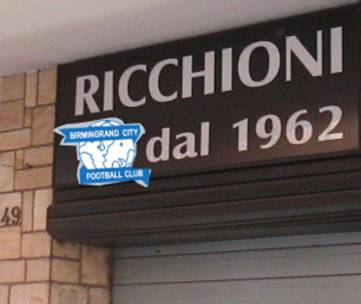 RICCHIONI
dal 1962
BIRMINGRAND CITY
FOOTBALL CLUB
49